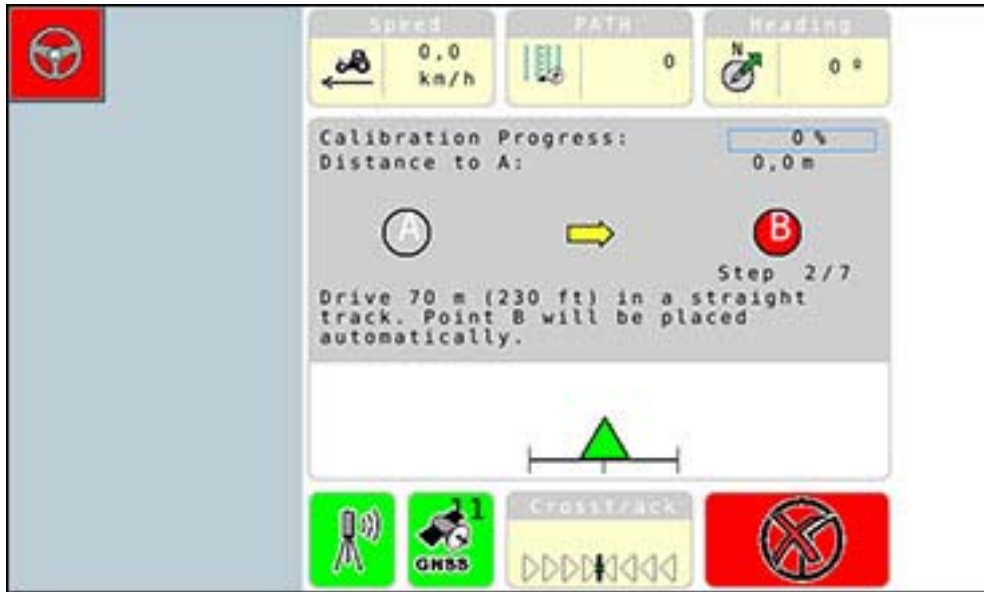 Speed
PATH
Heading
0,0
km/h
0
N
0 °
Calibration Progress: 0 %
Distance to A: 0,0 m
A
B
Step 2/7
Drive 70 m (230 ft) in a straight
track. Point B will be placed
automatically.
11
GNSS
Crosstrack